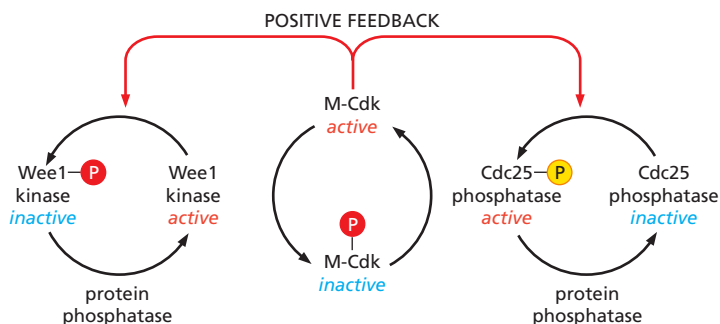 POSITIVE FEEDBACK
Wee1 P
kinase
inactive
Wee1
kinase
active
protein
phosphatase
M-Cdk
active
P
M-Cdk
inactive
Cdc25 P
phosphatase
active
Cdc25
phosphatase
inactive
protein
phosphatase